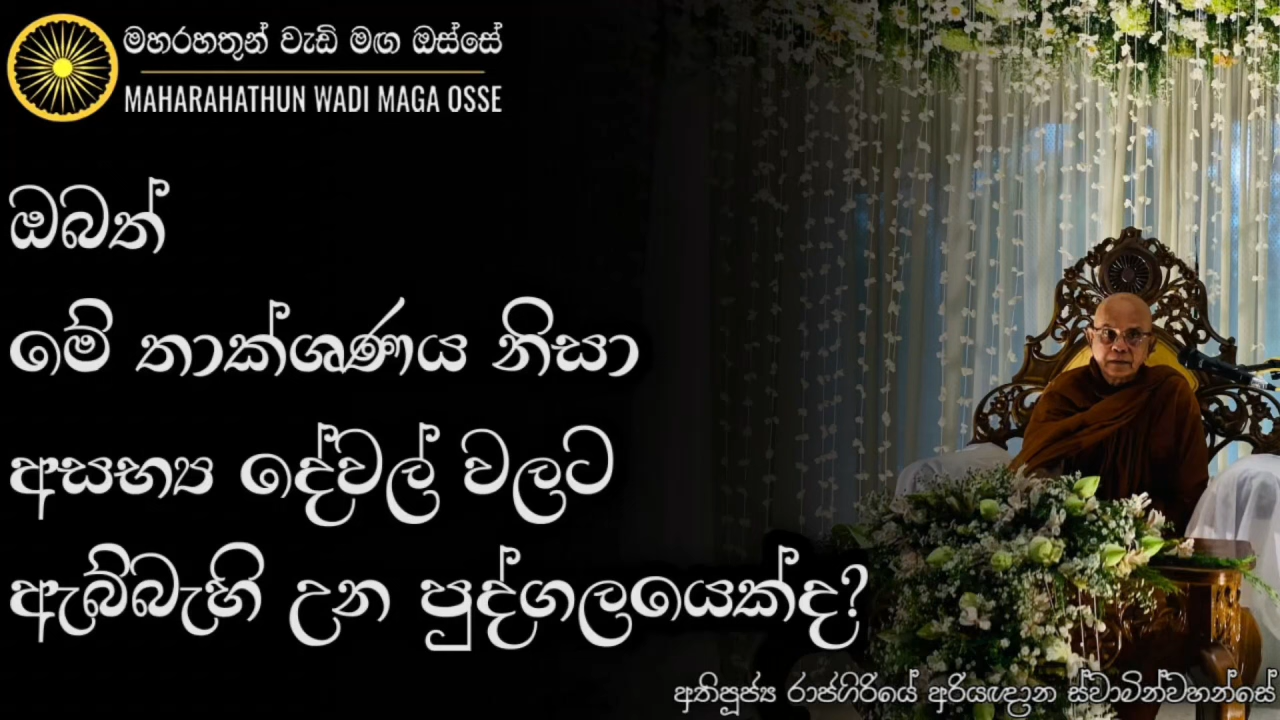 මහරහතුන් වැඩි මඟ ඔස්සේ
MAHARAHATHUN WADI MAGA OSSE
ඔබත්
මේ තාක්ශණය නිසා
අසභ්‍ය දේවල් වලට
ඇබ්බැහි උන පුද්ගලයෙක්ද?
අතිපූජ්‍ය රාජගිරියේ අරියඥාන ස්වාමින්වහන්සේ